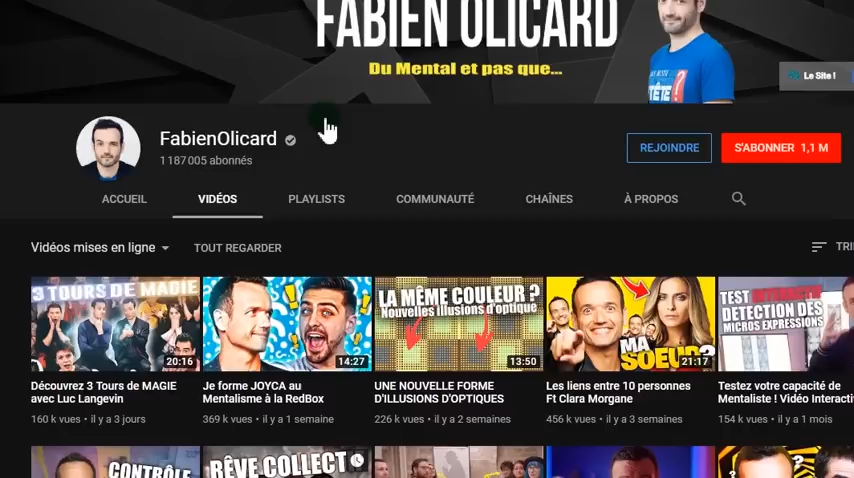 FABIEN OLICARD
Du Mental et pas que...
Le Site !
TÊTE ?
FabienOlicard
1 187 005 abonnés
REJOINDRE
S'ABONNER 1,1 M
ACCUEIL
VIDÉOS
PLAYLISTS
COMMUNAUTÉ
CHAÎNES
À PROPOS
Vidéos mises en ligne
TOUT REGARDER
TRI
3 TOURS DE MAGIE
20:16
14:27
LA MÊME COULEUR ?
Nouvelles illusions d'optique
13:50
MA
SOEUR?
21:17
TEST INTERACTIF
DETECTION DES
MICROS EXPRESSIONS
Découvrez 3 Tours de MAGIE
avec Luc Langevin
160 k vues • il y a 3 jours
Je forme JOYCA au
Mentalisme à la RedBox
369 k vues • il y a 1 semaine
UNE NOUVELLE FORME
D'ILLUSIONS D'OPTIQUES
226 k vues • il y a 2 semaines
Les liens entre 10 personnes
Ft Clara Morgane
456 k vues • il y a 3 semaines
Testez votre capacité de
Mentaliste ! Vidéo Interacti
154 k vues • il y a 1 mois
CONTRÔLE
RÊVE COLLECT